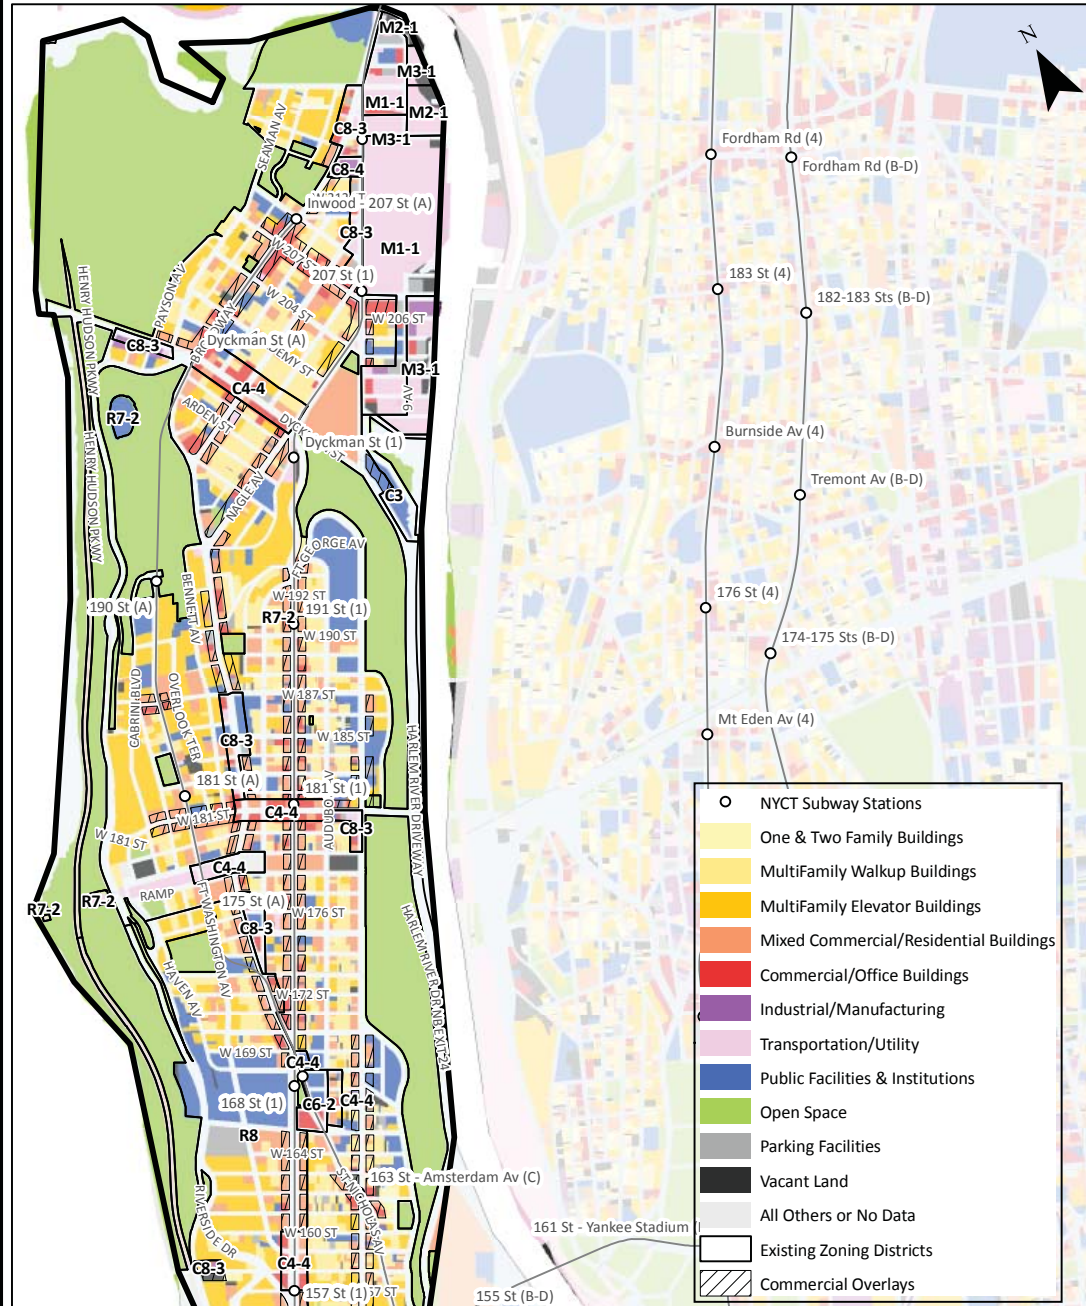 M2-1
N
M3-1
M1-1
M2-1
C8-3
M3-1
Fordham Rd (4)
Fordham Rd (B-D)
SEAMAN AV
C8-4
Inwood - 207 St (A)
C8-3
M1-1
W 207 ST
207 St (1)
183 St (4)
182-183 Sts (B-D)
HENRY HUDSON PKWY
PAYSON AV
W 204 ST
W 206 ST
BROADWAY
Dyckman St (A)
C8-3
M3-1
9 AV
C4-4
ARDEN ST
R7-2
Dyckman St (1)
Burnside Av (4)
HENRY HUDSON PKWY
NAGLE AV
C3
Tremont Av (B-D)
FT GEORGE AV
BENNETT AV
190 St (A)
W 192 ST
191 St (1)
R7-2
W 190 ST
176 St (4)
174-175 Sts (B-D)
CABRINI BLVD
OVERLOOK TER
W 187 ST
C8-3
W 185 ST
Mt Eden Av (4)
HARLEM RIVER DRIVEWAY
181 St (A)
181 St (1)
W 181 ST
C4-4
C8-3
W 181 ST
C4-4
R7-2
R7-2
RAMP
175 St (A)
W 176 ST
C8-3
FT WASHINGTON AV
HAVEN AV
W 172 ST
HARLEM RIVER DR NB EXIT 24
W 169 ST
C4-4
168 St (1)
C6-2
C4-4
R8
W 164 ST
163 St - Amsterdam Av (C)
ST NICHOLAS AV
RIVERSIDE DR
W 160 ST
161 St - Yankee Stadium
C8-3
C4-4
157 St (1)
155 St (B-D)
NYCT Subway Stations
One & Two Family Buildings
MultiFamily Walkup Buildings
MultiFamily Elevator Buildings
Mixed Commercial/Residential Buildings
Commercial/Office Buildings
Industrial/Manufacturing
Transportation/Utility
Public Facilities & Institutions
Open Space
Parking Facilities
Vacant Land
All Others or No Data
Existing Zoning Districts
Commercial Overlays